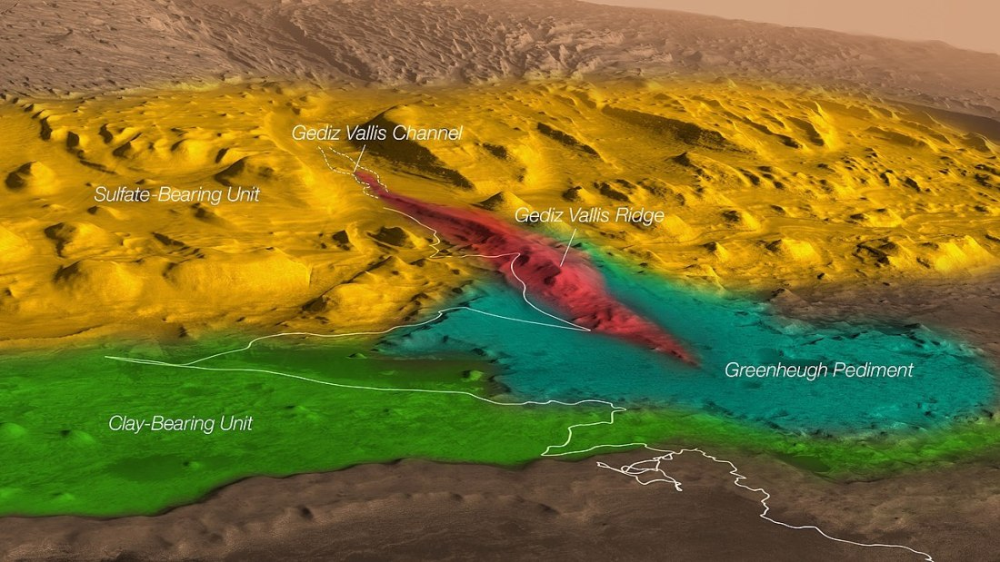 Gediz Vallis Channel
Sulfate-Bearing Unit
Gediz Vallis Ridge
Greenheugh Pediment
Clay-Bearing Unit